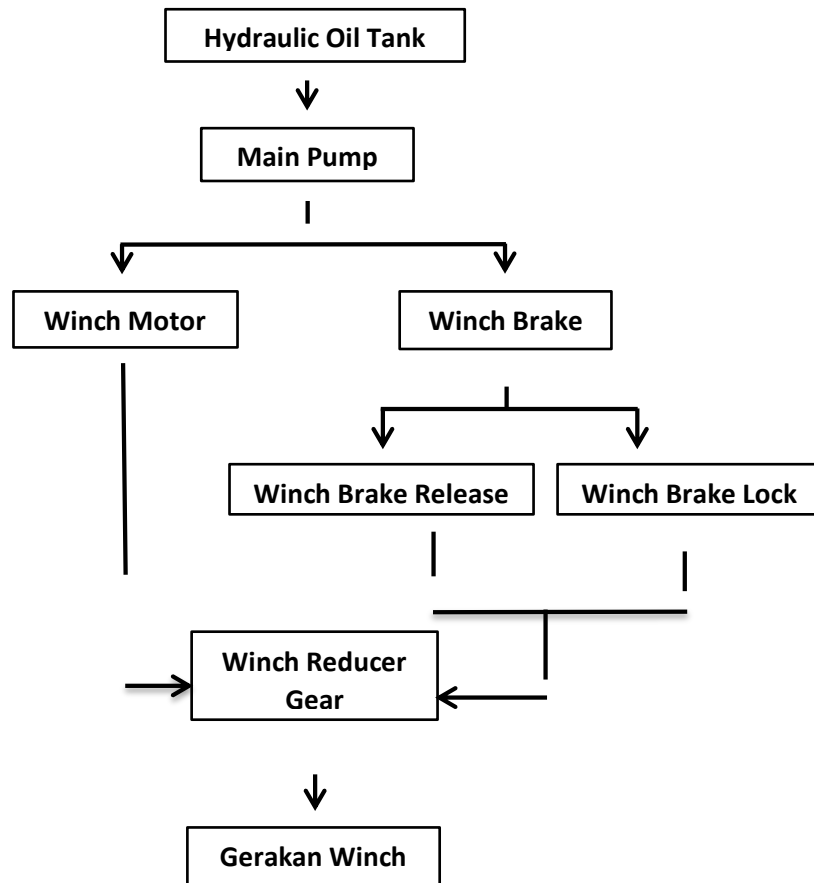 Hydraulic Oil Tank
Main Pump
Winch Motor
Winch Brake
Winch Brake Release
Winch Brake Lock
Winch Reducer
Gear
Gerakan Winch